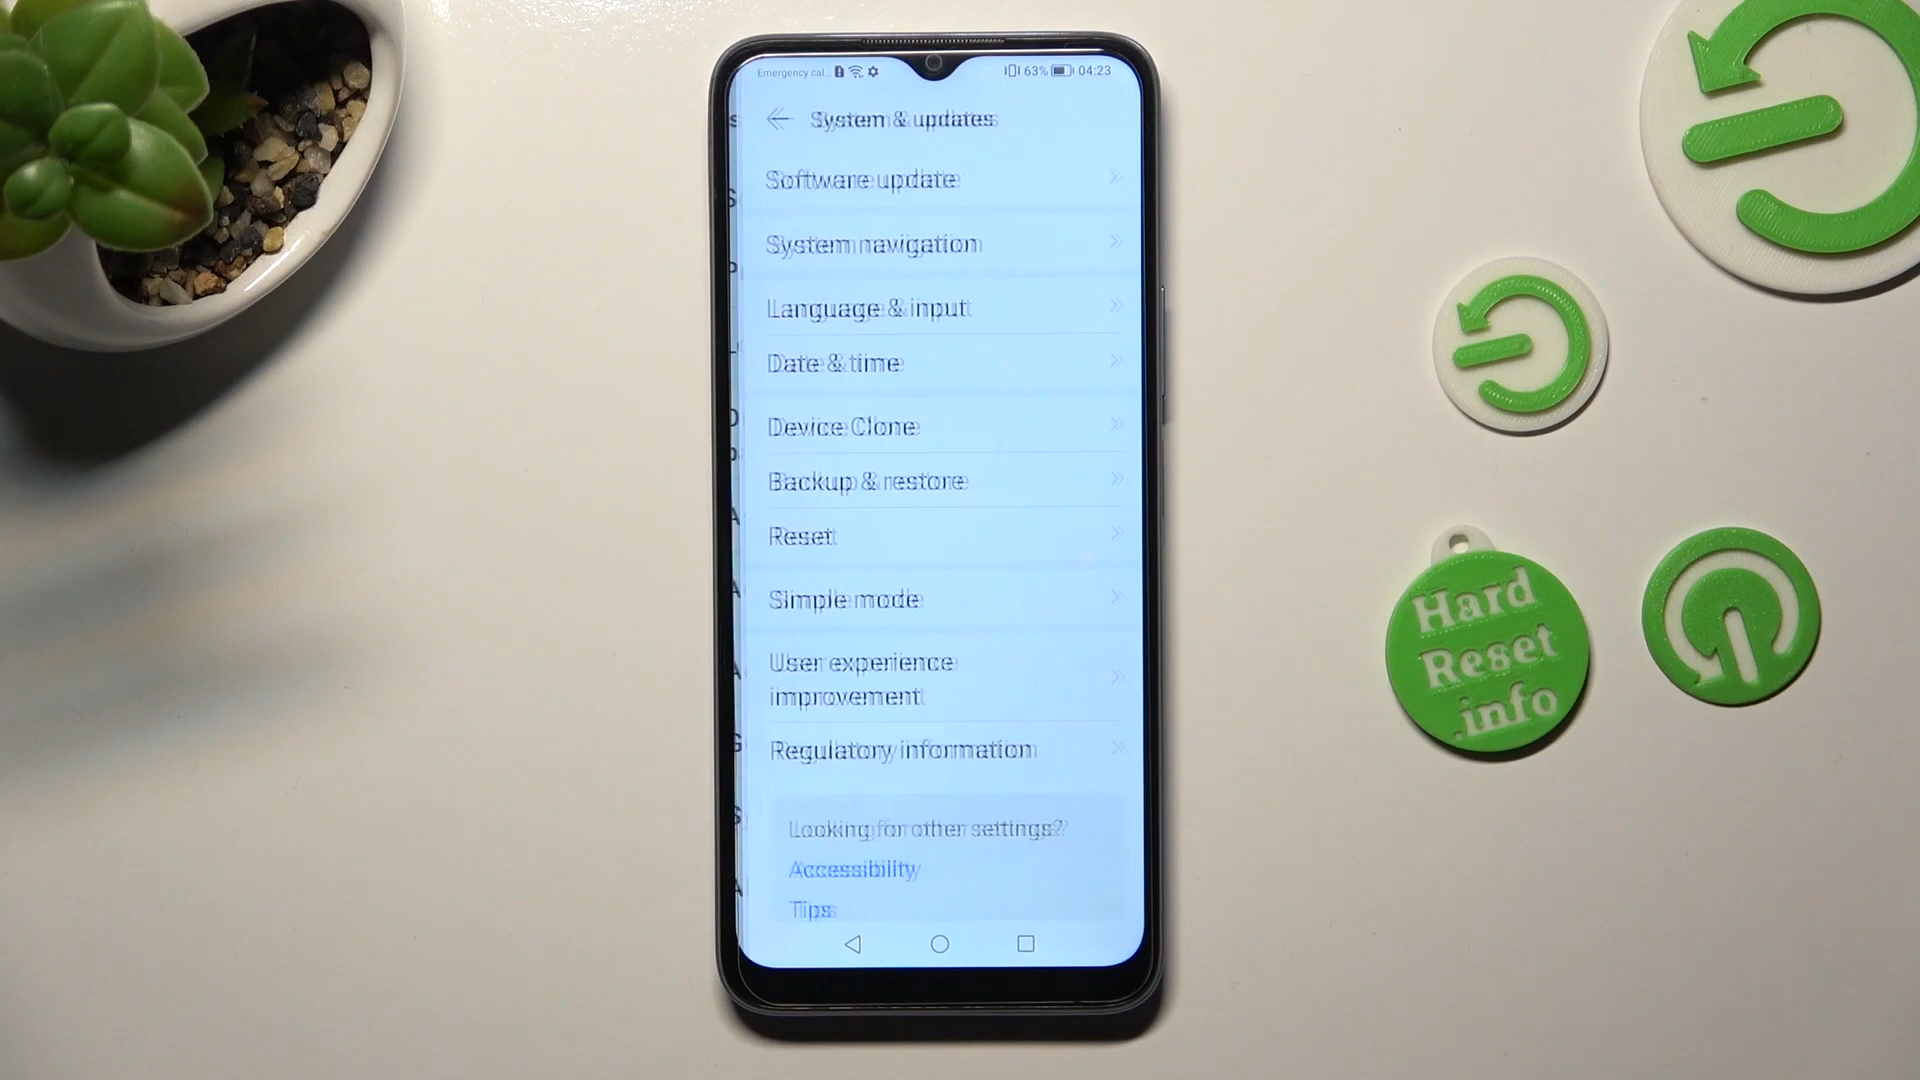 Emergency cal... 63% 04:23
System & updates
Software update
System navigation
Language & input
Date & time
Device Clone
Backup & restore
Reset
Simple mode
User experience
improvement
Regulatory information
Looking for other settings?
Accessibility
Tips
Hard
Reset
.info